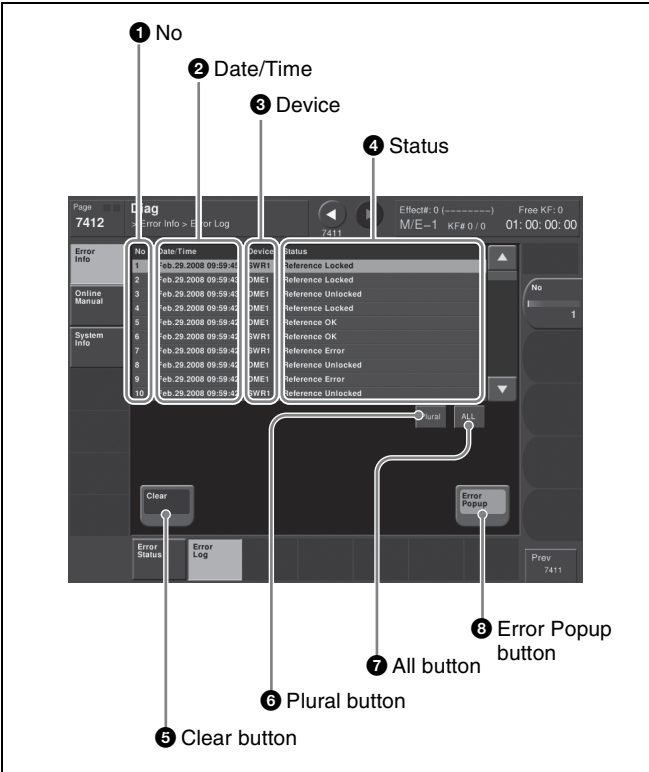 1 No
2 Date/Time
3 Device
4 Status
Page
7412
Diag
> Error Info > Error Log
7411
Effect#: 0 (--------)
M/E-1 KF# 0 / 0
Free KF: 0
01: 00: 00: 00
Error Info
Online Manual
System Info
No Date/Time Device Status
1 Feb.29.2008 09:59:45 SWR1 Reference Locked
2 Feb.29.2008 09:59:43 DME1 Reference Locked
3 Feb.29.2008 09:59:43 DME1 Reference Unlocked
4 Feb.29.2008 09:59:42 DME1 Reference Locked
5 Feb.29.2008 09:59:42 DME1 Reference OK
6 Feb.29.2008 09:59:42 SWR1 Reference OK
7 Feb.29.2008 09:59:42 SWR1 Reference Error
8 Feb.29.2008 09:59:42 DME1 Reference Unlocked
9 Feb.29.2008 09:59:42 DME1 Reference Error
10 Feb.29.2008 09:59:42 SWR1 Reference Unlocked
No
1
Plural
ALL
Clear
Error Popup
Error Status
Error Log
Prev
7411
8 Error Popup button
7 All button
6 Plural button
5 Clear button